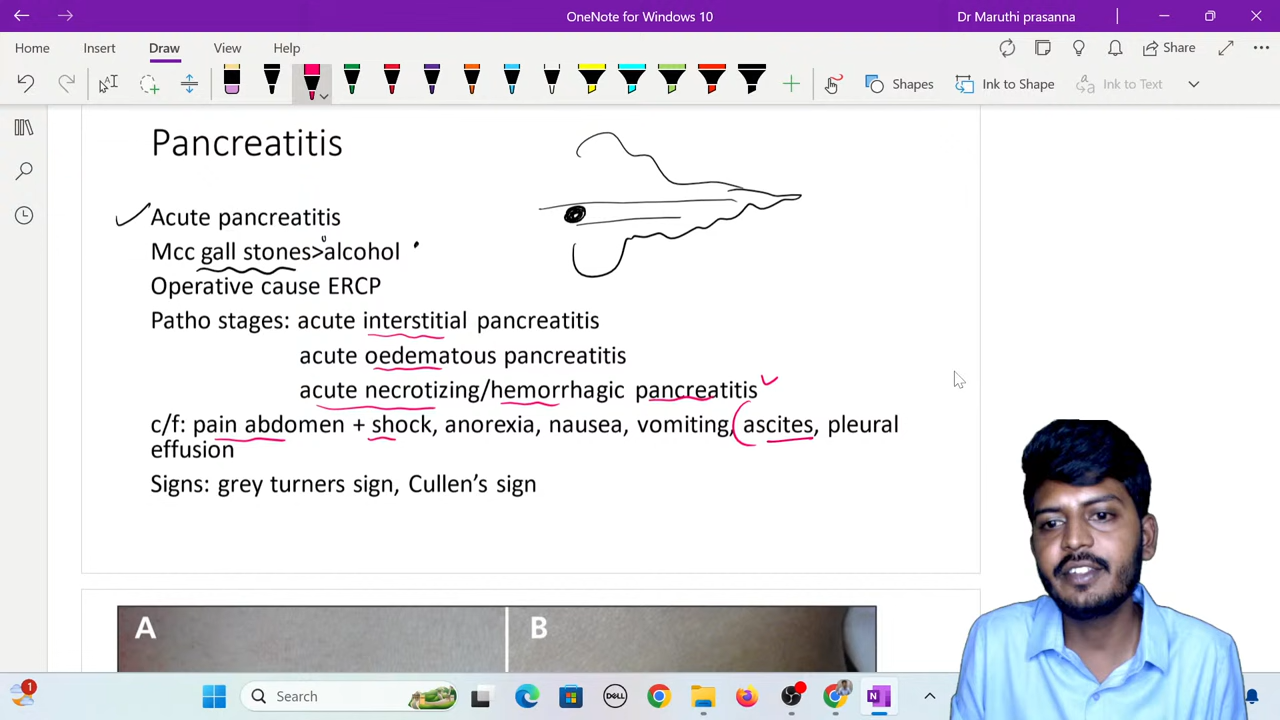 OneNote for Windows 10
Dr Maruthi prasanna
Home Insert Draw View Help
Share
Shapes
Ink to Shape
Ink to Text
Pancreatitis
Acute pancreatitis
Mcc gall stones>alcohol
Operative cause ERCP
Patho stages: acute interstitial pancreatitis
acute oedematous pancreatitis
acute necrotizing/hemorrhagic pancreatitis
c/f: pain abdomen + shock, anorexia, nausea, vomiting, ascites, pleural
effusion
Signs: grey turners sign, Cullen’s sign
A
B
1
Search
DELL
N